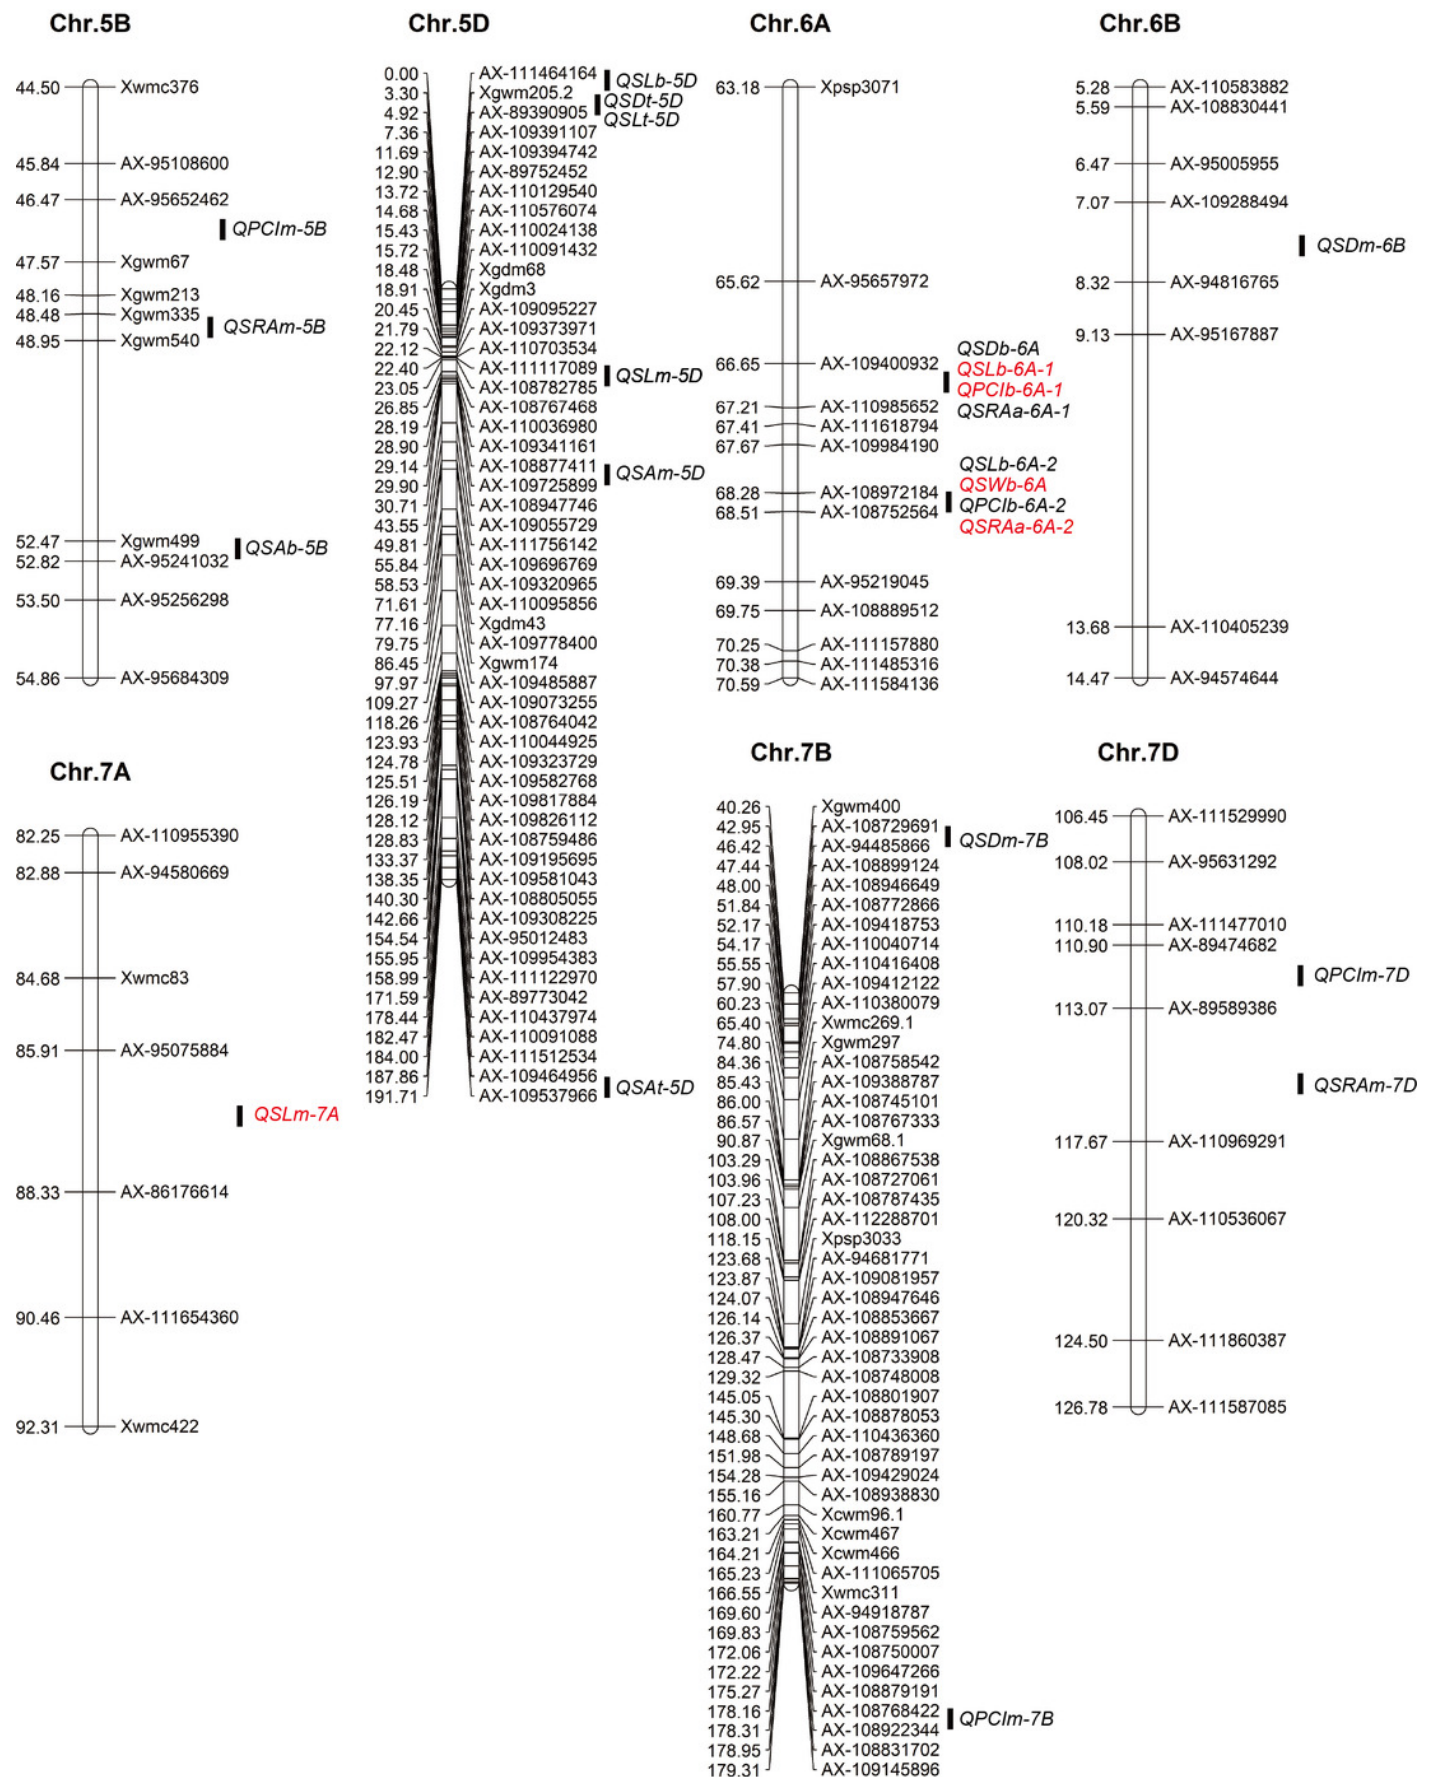 Chr.5B
44.50 Xwmc376
45.84 AX-95108600
46.47 AX-95652462
QPCIm-5B
47.57 Xgwm67
48.16 Xgwm213
48.48 Xgwm335
QSRAm-5B
48.95 Xgwm540
52.47 Xgwm499
QSAb-5B
52.82 AX-95241032
53.50 AX-95256298
54.86 AX-95684309
Chr.5D
0.00 AX-111464164
QSLb-5D
3.30 Xgwm205.2
QSDt-5D
4.92 AX-89390905
QSLt-5D
7.36 AX-109391107
11.69 AX-109394742
12.90 AX-89752452
13.72 AX-110129540
14.68 AX-110576074
15.43 AX-110024138
15.72 AX-110091432
18.48 Xgdm68
18.91 Xgdm3
20.45 AX-109095227
21.79 AX-109373971
22.12 AX-110703534
22.40 AX-111117089
QSLm-5D
23.05 AX-108782785
26.85 AX-108767468
28.19 AX-110036980
28.90 AX-109341161
29.14 AX-108877411
QSAm-5D
29.90 AX-109725899
30.71 AX-108947746
43.55 AX-109055729
49.81 AX-111756142
55.84 AX-109696769
58.53 AX-109320965
71.61 AX-110095856
77.16 Xgdm43
79.75 AX-109778400
86.45 Xgwm174
97.97 AX-109485887
109.27 AX-109073255
118.26 AX-108764042
123.93 AX-110044925
124.78 AX-109323729
125.51 AX-109582768
126.19 AX-109817884
128.12 AX-109826112
128.83 AX-108759486
133.37 AX-109195695
138.35 AX-109581043
140.30 AX-108805055
142.66 AX-109308225
154.54 AX-95012483
155.95 AX-109954383
158.99 AX-111122970
171.59 AX-89773042
178.44 AX-110437974
182.47 AX-110091088
184.00 AX-111512534
187.86 AX-109464956
QSAt-5D
191.71 AX-109537966
Chr.6A
63.18 Xpsp3071
65.62 AX-95657972
QSDb-6A
66.65 AX-109400932
QSLb-6A-1
QPCIb-6A-1
67.21 AX-110985652
QSRAa-6A-1
67.41 AX-111618794
67.67 AX-109984190
QSLb-6A-2
QSWb-6A
68.28 AX-108972184
QPCIb-6A-2
68.51 AX-108752564
QSRAa-6A-2
69.39 AX-95219045
69.75 AX-108889512
70.25 AX-111157880
70.38 AX-111485316
70.59 AX-111584136
Chr.6B
5.28 AX-110583882
5.59 AX-108830441
6.47 AX-95005955
7.07 AX-109288494
QSDm-6B
8.32 AX-94816765
9.13 AX-95167887
13.68 AX-110405239
14.47 AX-94574644
Chr.7A
82.25 AX-110955390
82.88 AX-94580669
84.68 Xwmc83
85.91 AX-95075884
QSLm-7A
88.33 AX-86176614
90.46 AX-111654360
92.31 Xwmc422
Chr.7B
40.26 Xgwm400
42.95 AX-108729691
QSDm-7B
46.42 AX-94485866
47.44 AX-108899124
48.00 AX-108946649
51.84 AX-108772866
52.17 AX-109418753
54.17 AX-110040714
55.55 AX-110416408
57.90 AX-109412122
60.23 AX-110380079
65.40 Xwmc269.1
74.80 Xgwm297
84.36 AX-108758542
85.43 AX-109388787
86.00 AX-108745101
86.57 AX-108767333
90.87 Xgwm68.1
103.29 AX-108867538
103.96 AX-108727061
107.23 AX-108787435
108.00 AX-112288701
118.15 Xpsp3033
123.68 AX-94681771
123.87 AX-109081957
124.07 AX-108947646
126.14 AX-108853667
126.37 AX-108891067
128.47 AX-108733908
129.32 AX-108748008
145.05 AX-108801907
145.30 AX-108878053
148.68 AX-110436360
151.98 AX-108789197
154.28 AX-109429024
155.16 AX-108938830
160.77 Xcwm96.1
163.21 Xcwm467
164.21 Xcwm466
165.23 AX-111065705
166.55 Xwmc311
169.60 AX-94918787
169.83 AX-108759562
172.06 AX-108750007
172.22 AX-109647266
175.27 AX-108879191
178.16 AX-108768422
QPCIm-7B
178.31 AX-108922344
178.95 AX-108831702
179.31 AX-109145896
Chr.7D
106.45 AX-111529990
108.02 AX-95631292
110.18 AX-111477010
110.90 AX-89474682
QPCIm-7D
113.07 AX-89589386
QSRAm-7D
117.67 AX-110969291
120.32 AX-110536067
124.50 AX-111860387
126.78 AX-111587085